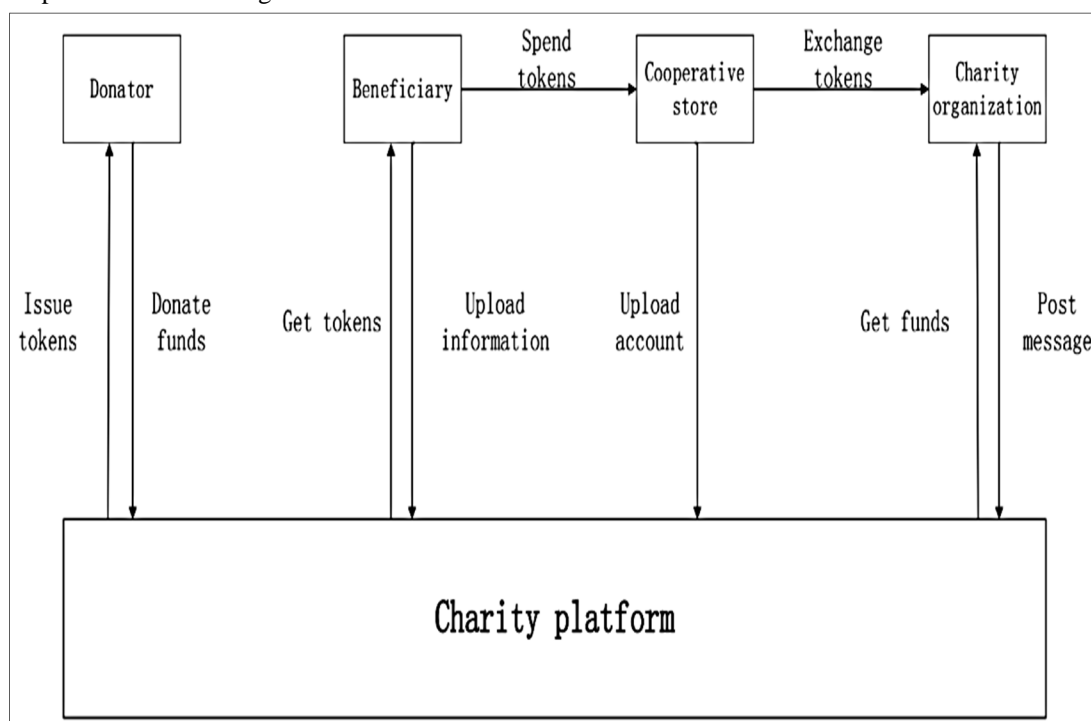 Donator
Beneficiary
Spend
tokens
Cooperative
store
Exchange
tokens
Charity
organization
Issue
tokens
Donate
funds
Get tokens
Upload
information
Upload
account
Get funds
Post
message
Charity platform